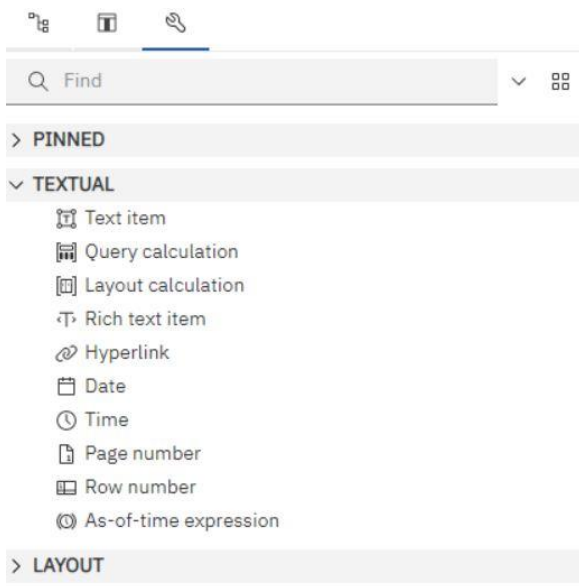 Find
PINNED
TEXTUAL
Text item
Query calculation
Layout calculation
Rich text item
Hyperlink
Date
Time
Page number
Row number
As-of-time expression
LAYOUT